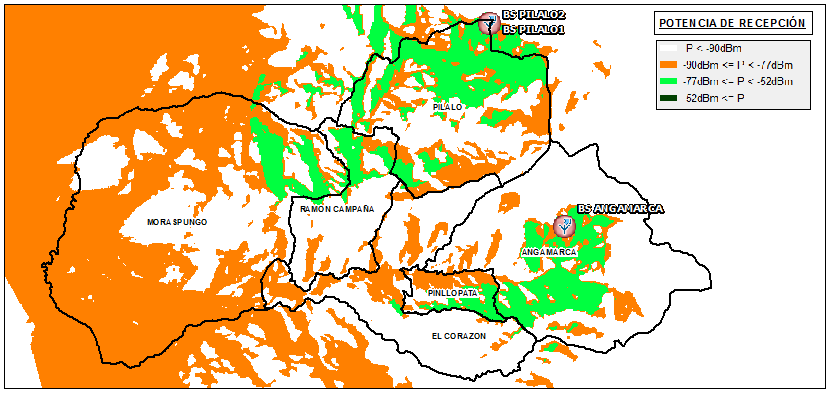 BS PILALO2
BS PILALO1
POTENCIA DE RECEPCIÓN
P < -90dBm
-90dBm <= P < -77dBm
-77dBm <= P < -52dBm
-52dBm <= P
PILALO
RAMON CAMPAÑA
MORASPUNGO
BS ANGAMARCA
ANGAMARCA
PINLLOPATA
EL CORAZON